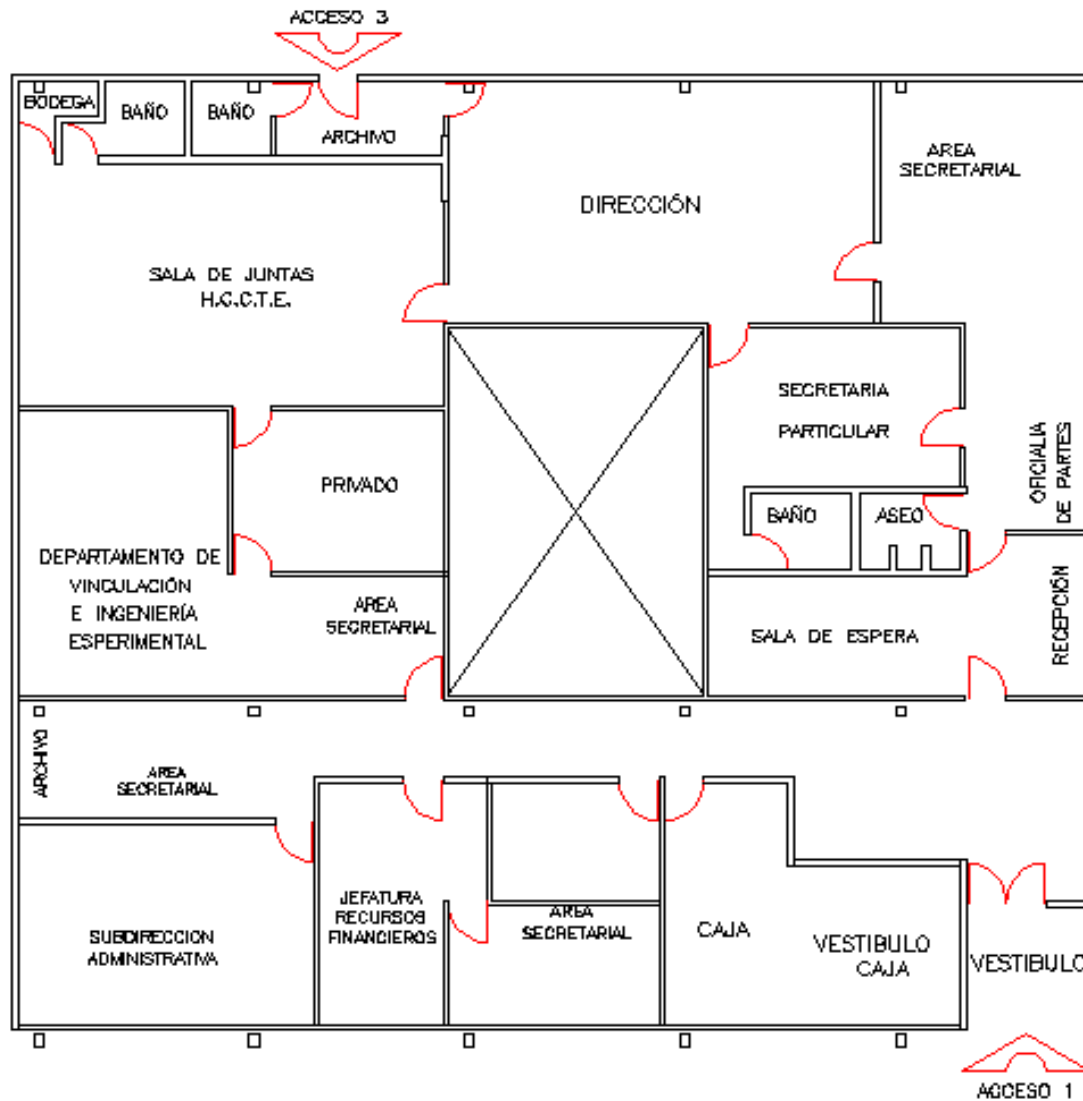 ACCESO 3
BODEGA
BAÑO
BAÑO
ARCHIVO
DIRECCIÓN
AREA
SECRETARIAL
SALA DE JUNTAS
H.C.C.T.E.
SECRETARIA
PARTICULAR
OFICIALIA
DE PARTES
PRIVADO
BAÑO
ASEO
DEPARTAMENTO DE
VINCULACIÓN
E INGENIERÍA
ESPERIMENTAL
AREA
SECRETARIAL
SALA DE ESPERA
RECEPCIÓN
ARCHIVO
AREA
SECRETARIAL
SUBDIRECCION
ADMINISTRATIVA
JEFATURA
RECURSOS
FINANCIEROS
AREA
SECRETARIAL
CAJA
VESTIBULO
CAJA
VESTIBULO
ACCESO 1